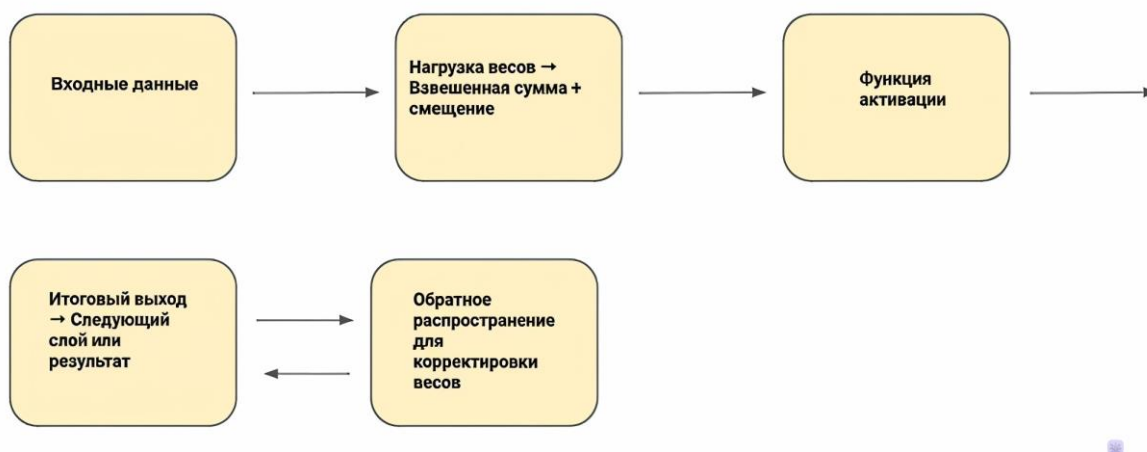 Входные данные
Нагрузка весов →
Взвешенная сумма +
смещение
Функция
активации
Итоговый выход
→ Следующий
слой или
результат
Обратное
распространение
для
корректировки
весов